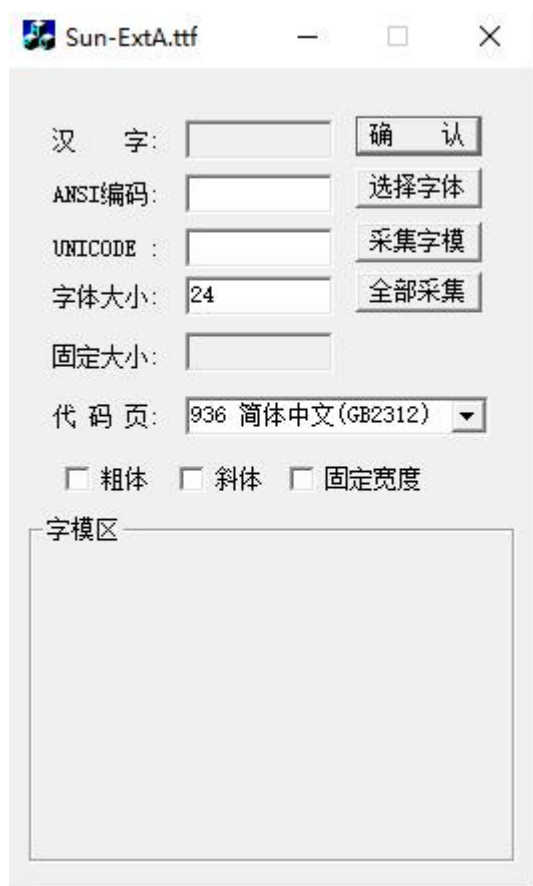 Sun-ExtA.ttf
汉 字: 确 认
ANSI编码: 选择字体
UNICODE : 采集字模
字体大小: 24 全部采集
固定大小:
代 码 页: 936 简体中文(GB2312)
粗体 斜体 固定宽度
字模区